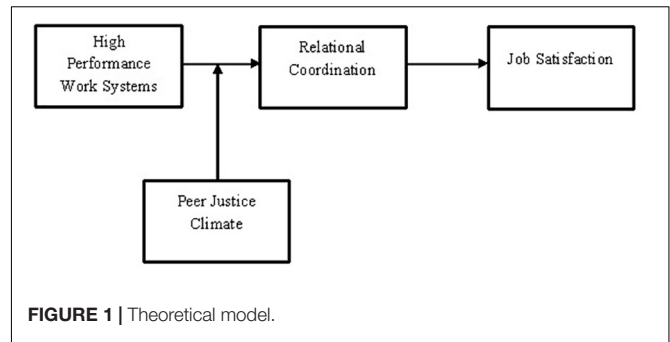 High
Performance
Work Systems
Relational
Coordination
Job Satisfaction
Peer Justice
Climate
FIGURE 1 | Theoretical model.